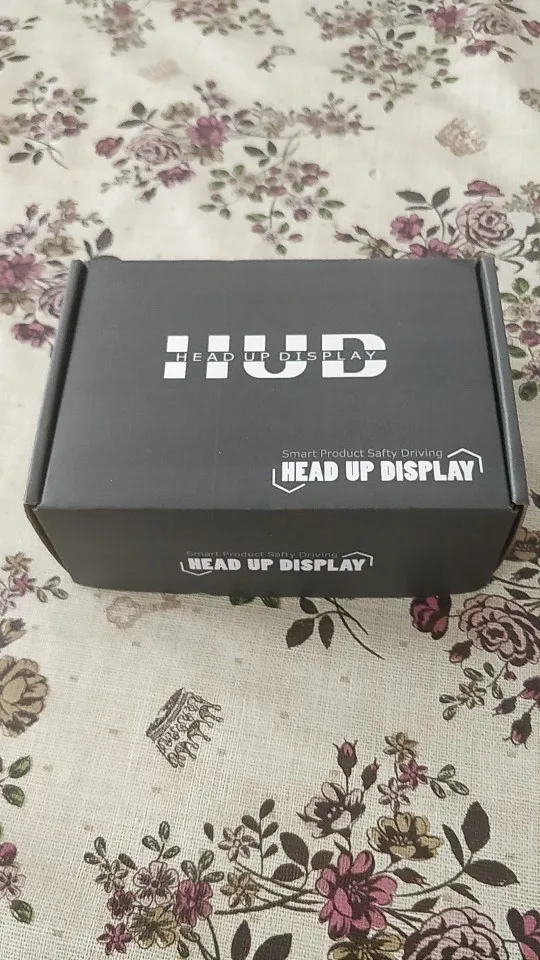 HUD
HEAD UP DISPLAY
Smart Product Safty Driving
HEAD UP DISPLAY
Smart Product Safty Driving
HEAD UP DISPLAY